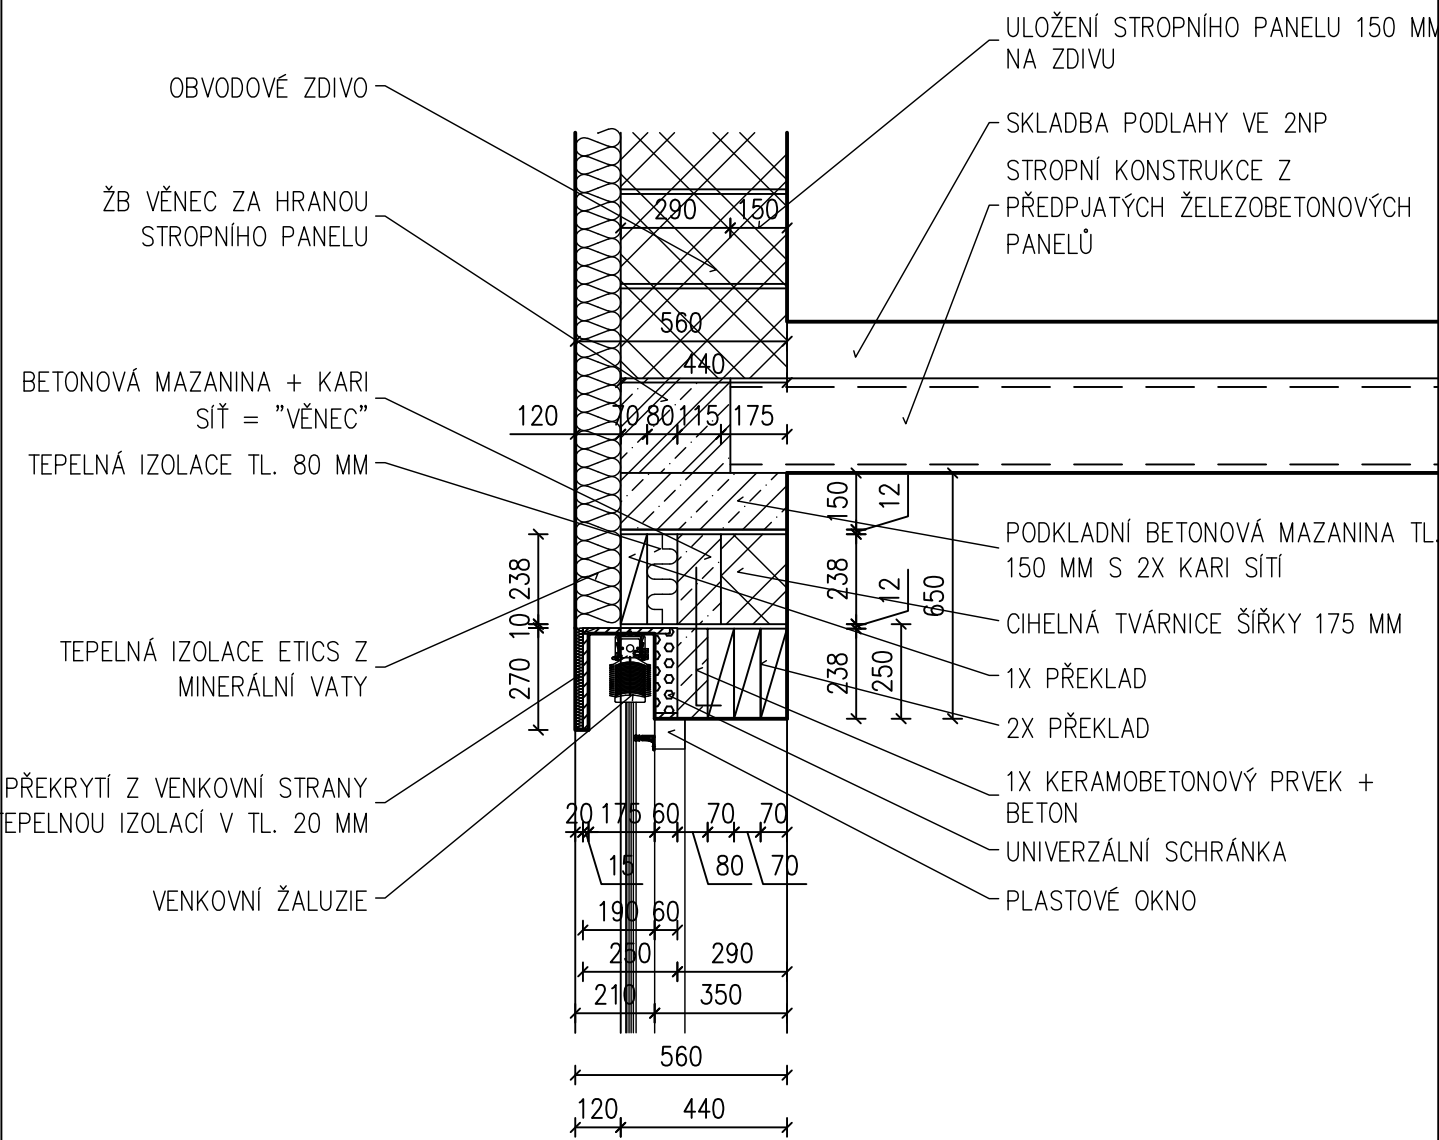 OBVODOVÉ ZDIVO
ŽB VĚNEC ZA HRANOU
STROPNÍHO PANELU
BETONOVÁ MAZANINA + KARI
SÍŤ = "VĚNEC"
TEPELNÁ IZOLACE TL. 80 MM
TEPELNÁ IZOLACE ETICS Z
MINERÁLNÍ VATY
PŘEKRYTÍ Z VENKOVNÍ STRANY
TEPELNOU IZOLACÍ V TL. 20 MM
VENKOVNÍ ŽALUZIE
ULOŽENÍ STROPNÍHO PANELU 150 MM
NA ZDIVU
SKLADBA PODLAHY VE 2NP
STROPNÍ KONSTRUKCE Z
PŘEDPJATÝCH ŽELEZOBETONOVÝCH
PANELŮ
PODKLADNÍ BETONOVÁ MAZANINA TL.
150 MM S 2X KARI SÍTÍ
CIHELNÁ TVÁRNICE ŠÍŘKY 175 MM
1X PŘEKLAD
2X PŘEKLAD
1X KERAMOBETONOVÝ PRVEK +
BETON
UNIVERZÁLNÍ SCHRÁNKA
PLASTOVÉ OKNO
290 150
560
440
120 70 80 115 175
238
10
270
150
12
238
12
238
250
650
20 175 60 70 70
15 80 70
190 60
250 290
210 350
560
120 440